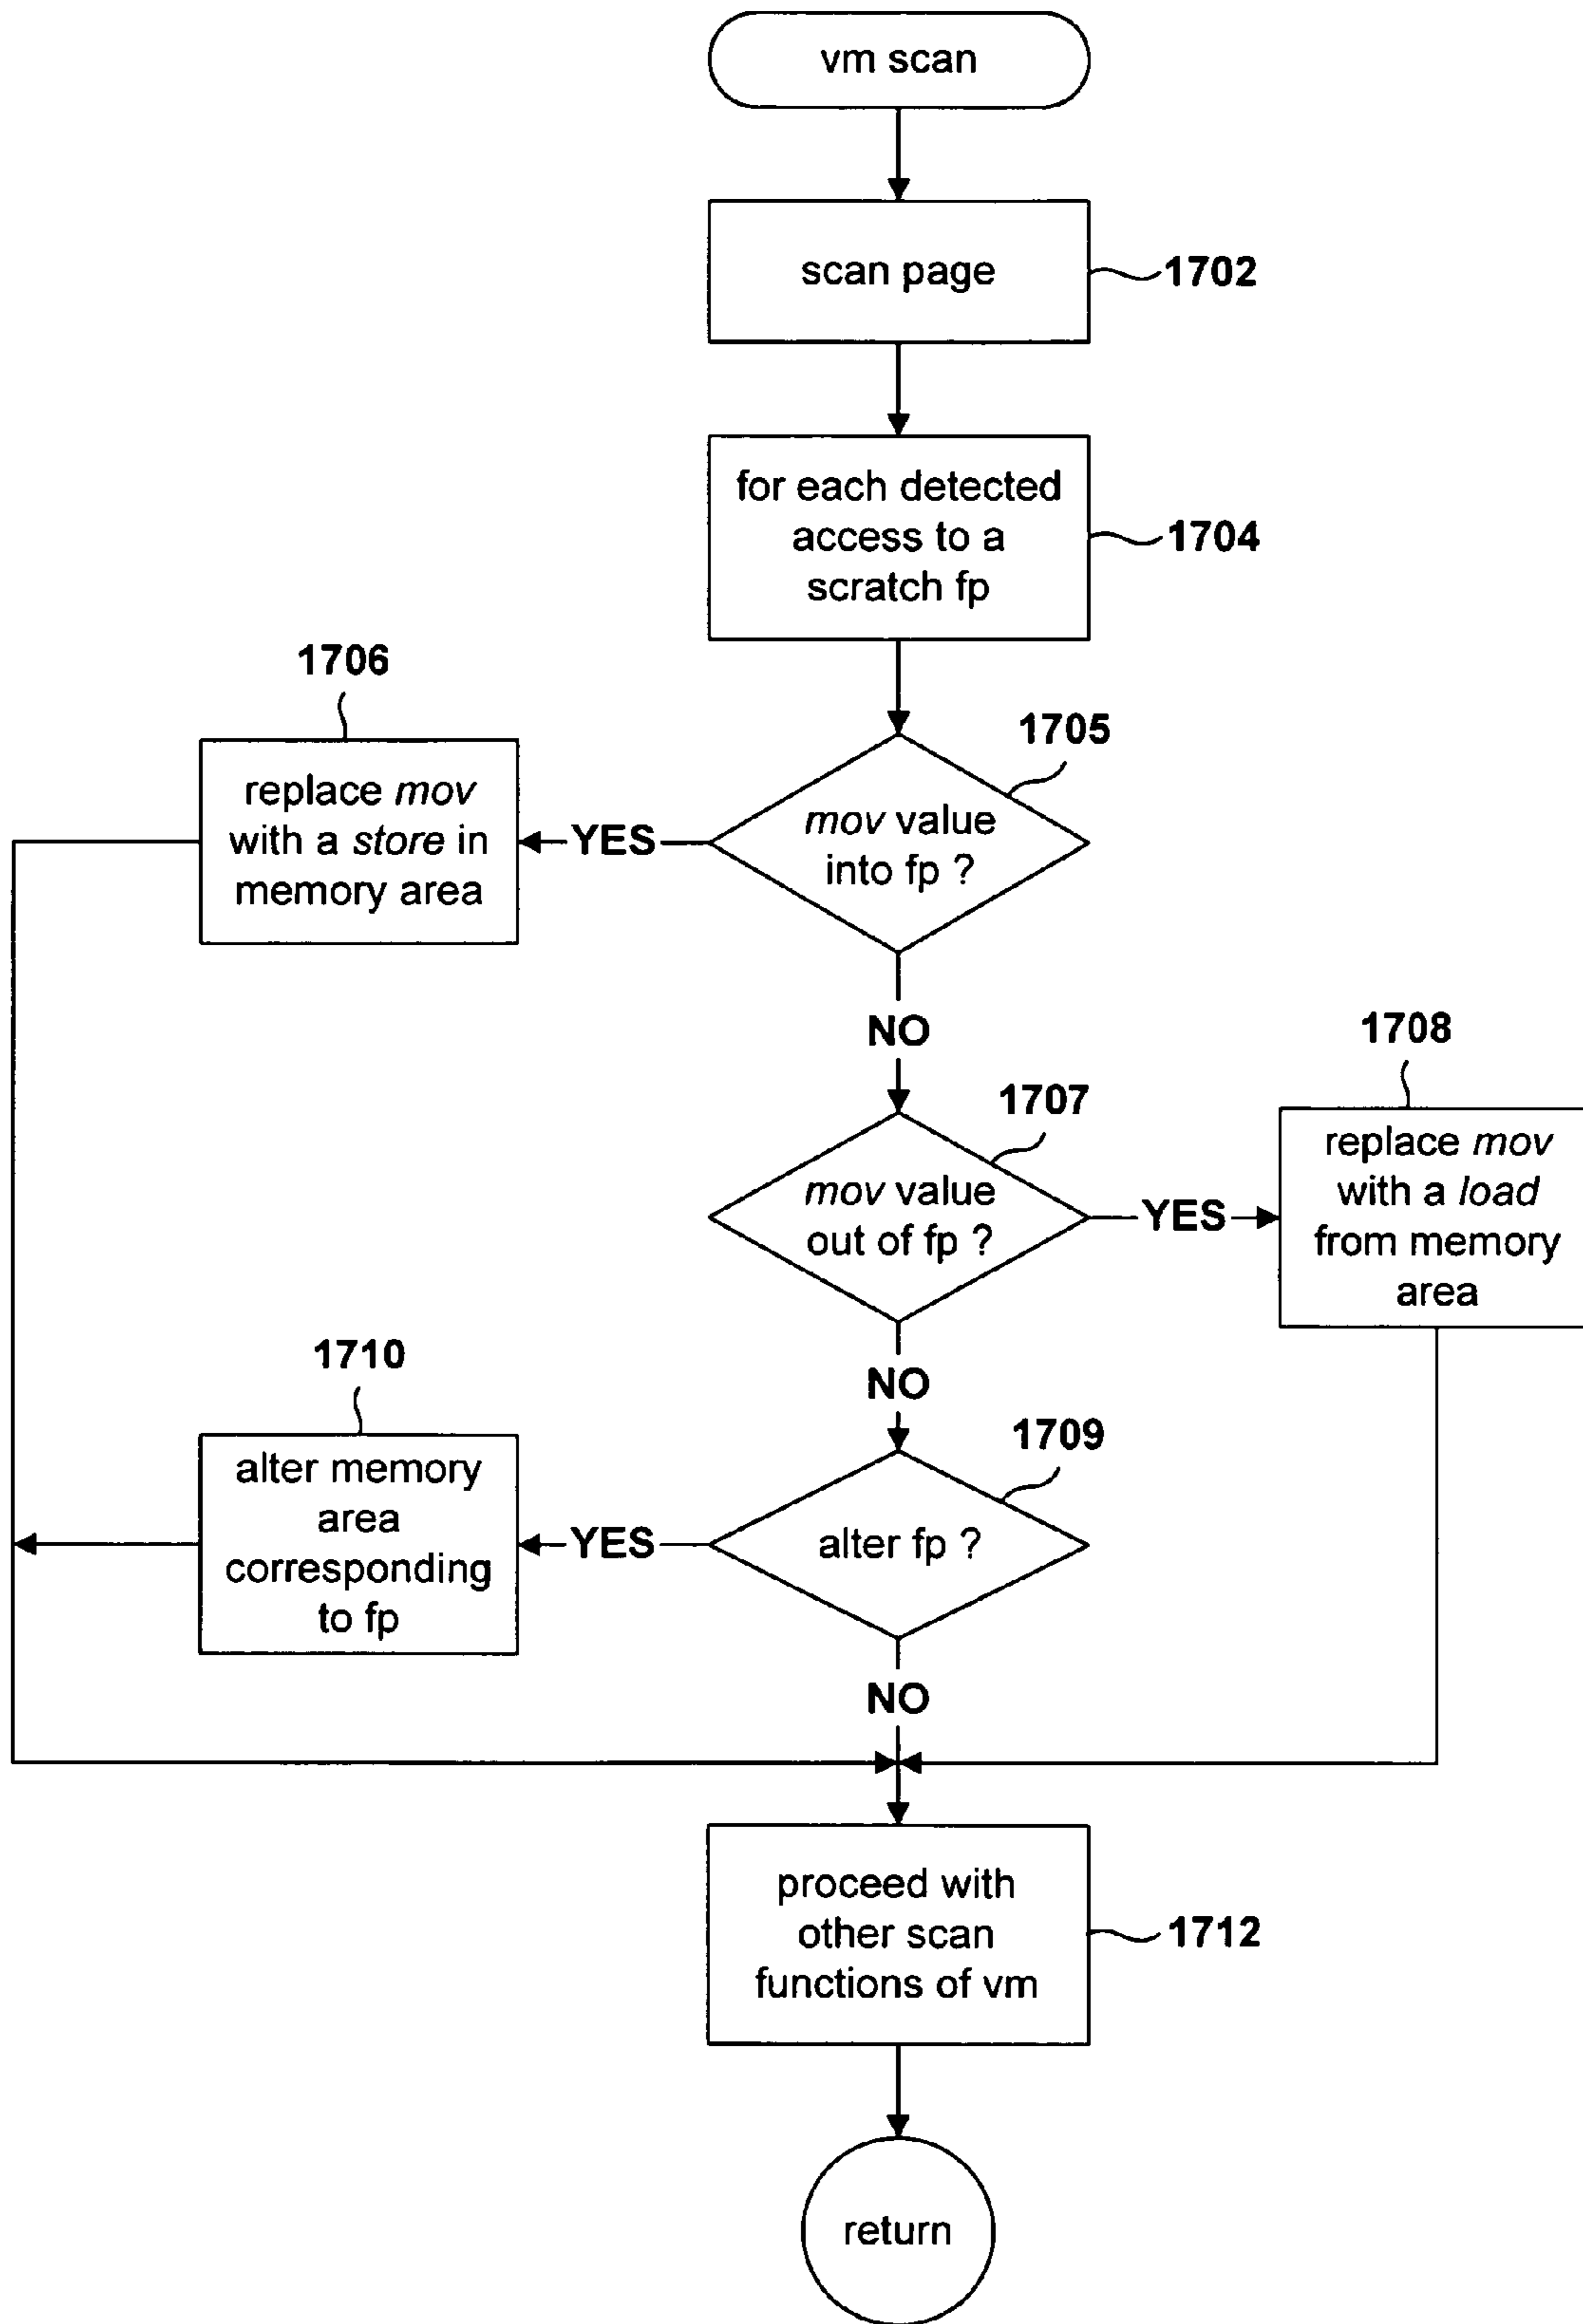 vm scan
scan page
1702
for each detected
access to a
scratch fp
1704
1706
replace mov
with a store in
memory area
YES
1705
mov value
into fp ?
NO
1707
mov value
out of fp ?
YES
1708
replace mov
with a load
from memory
area
NO
1710
alter memory
area
corresponding
to fp
YES
1709
alter fp ?
NO
proceed with
other scan
functions of vm
1712
return